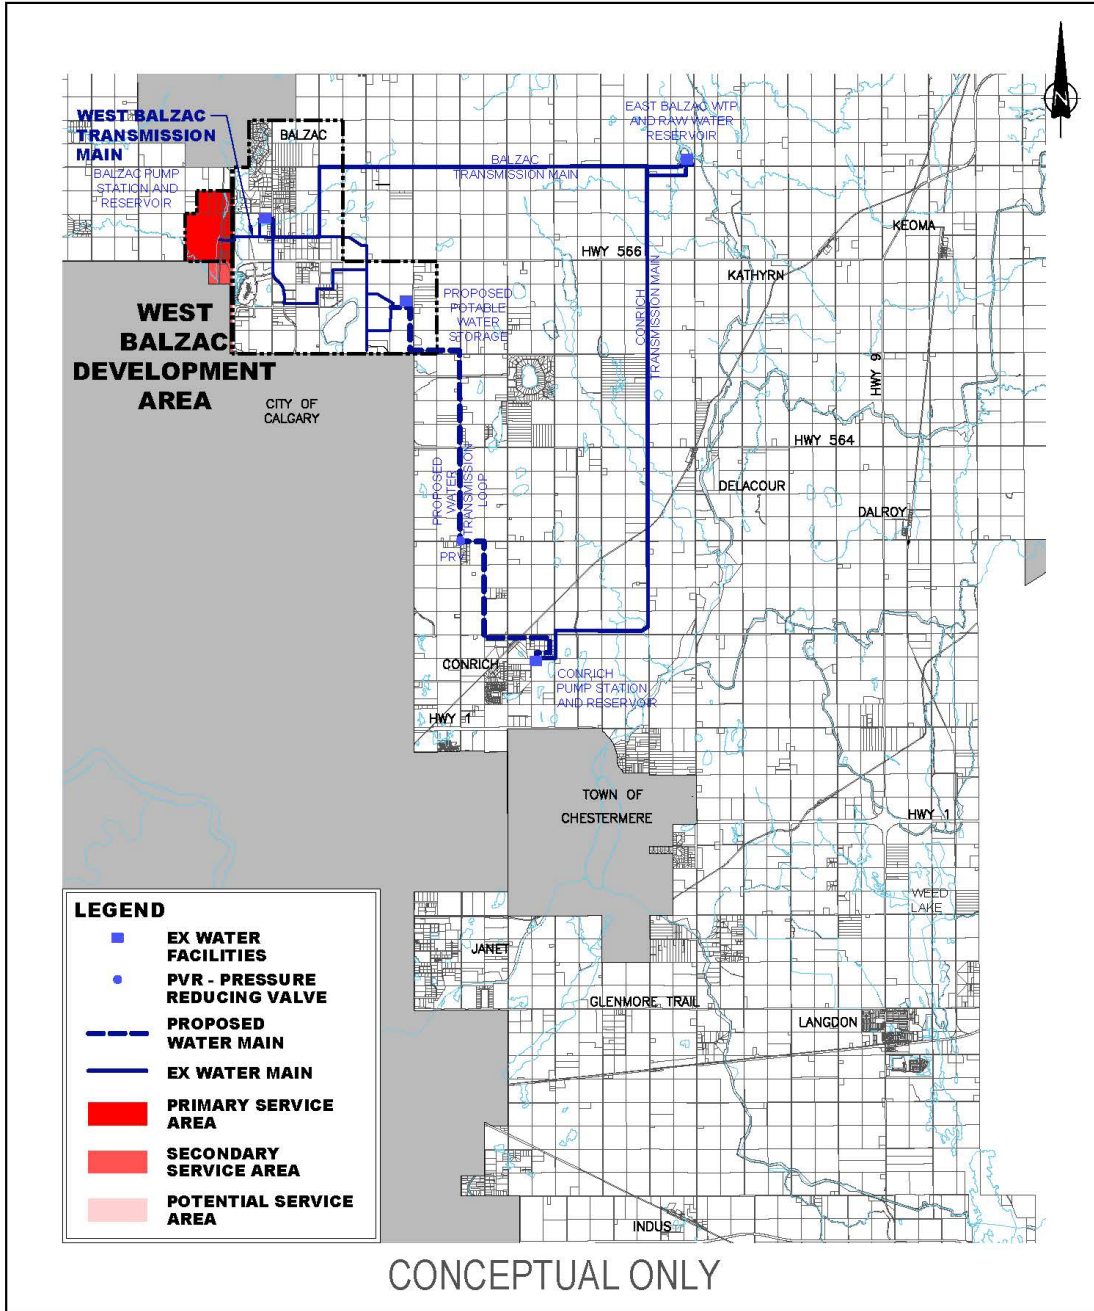 N
WEST BALZAC
TRANSMISSION
MAIN
BALZAC PUMP
STATION AND
RESERVOIR
BALZAC
EAST BALZAC WTP
AND RAW WATER
RESERVOIR
BALZAC
TRANSMISSION MAIN
HWY 566
KEOMA
KATHYRN
CONRICH
TRANSMISSION MAIN
PROPOSED
POTABLE
WATER
STORAGE
WEST
BALZAC
DEVELOPMENT
AREA
CITY OF
CALGARY
HWY 9
HWY 564
PROPOSED
WATER
TRANSMISSION
LOOP
DELACOUR
DALROY
PRV
CONRICH
CONRICH
PUMP STATION
AND RESERVOIR
HWY 1
TOWN OF
CHESTERMERE
HWY 1
WEED
LAKE
JANET
GLENMORE TRAIL
LANGDON
INDUS
LEGEND
EX WATER
FACILITIES
PVR - PRESSURE
REDUCING VALVE
PROPOSED
WATER MAIN
EX WATER MAIN
PRIMARY SERVICE
AREA
SECONDARY
SERVICE AREA
POTENTIAL SERVICE
AREA
CONCEPTUAL ONLY